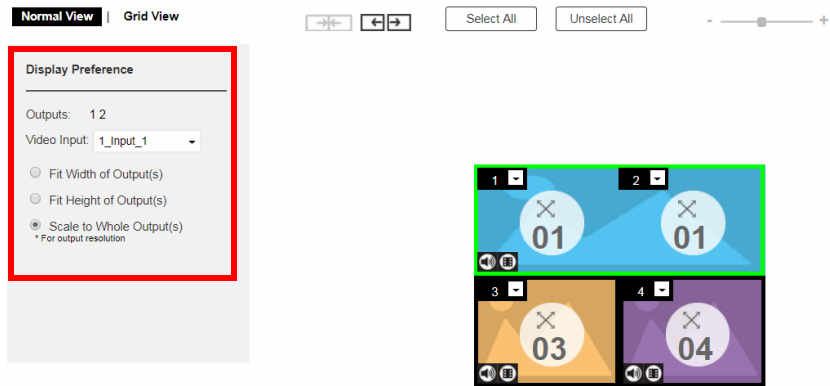 Normal View | Grid View
Select All
Unselect All
- +
Display Preference
Outputs: 1 2
Video Input: 1_Input_1
Fit Width of Output(s)
Fit Height of Output(s)
Scale to Whole Output(s)
* For output resolution
1 2
01 01
3 4
03 04